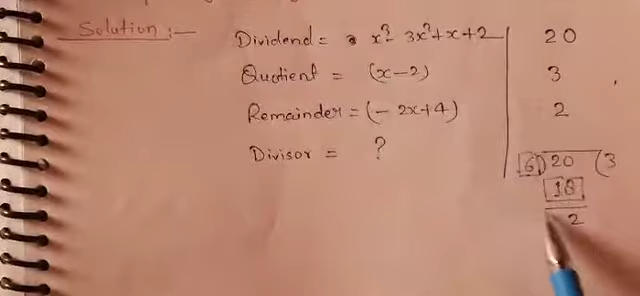 Solution :-
Dividend = x³ - 3x² + x + 2
Quotient = (x-2)
Remainder = (-2x+4)
Divisor = ?
20
3
2
6)20(3
18
2